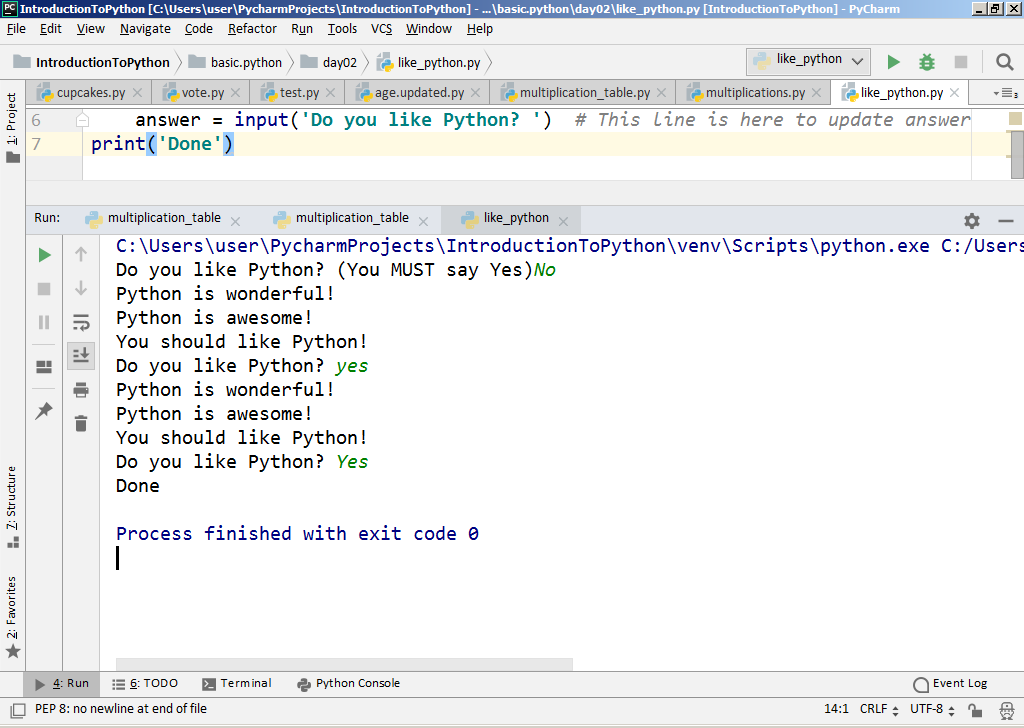 IntroductionToPython [C:\Users\user\PycharmProjects\IntroductionToPython] - ...\basic.python\day02\like_python.py [IntroductionToPython] - PyCharm
File Edit View Navigate Code Refactor Run Tools VCS Window Help
IntroductionToPython basic.python day02 like_python.py like_python
cupcakes.py vote.py test.py age.updated.py multiplication_table.py multiplications.py like_python.py
1: Project
6 answer = input('Do you like Python? ') # This line is here to update answer
7 print('Done')
Run: multiplication_table multiplication_table like_python
C:\Users\user\PycharmProjects\IntroductionToPython\venv\Scripts\python.exe C:/Users
Do you like Python? (You MUST say Yes)No
Python is wonderful!
Python is awesome!
You should like Python!
Do you like Python? yes
Python is wonderful!
Python is awesome!
You should like Python!
Do you like Python? Yes
Done
Process finished with exit code 0
7: Structure
2: Favorites
4: Run 6: TODO Terminal Python Console Event Log
PEP 8: no newline at end of file 14:1 CRLF UTF-8